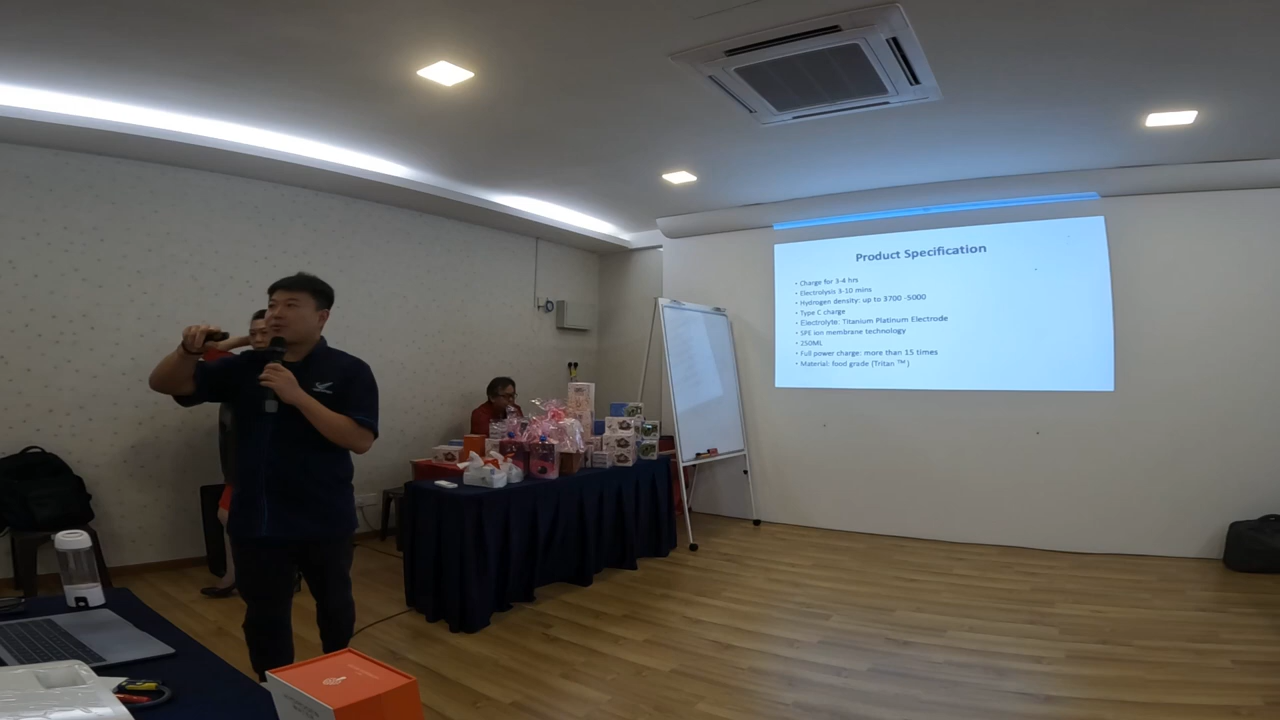 Product Specification
• Charge for 3-4 hrs
• Electrolysis 3-10 mins
• Hydrogen density: up to 3700 -5000
• Type C charge
• Electrolyte: Titanium Platinum Electrode
• SPE ion membrane technology
• 250ML
• Full power charge: more than 15 times
• Material: food grade (Tritan ™)